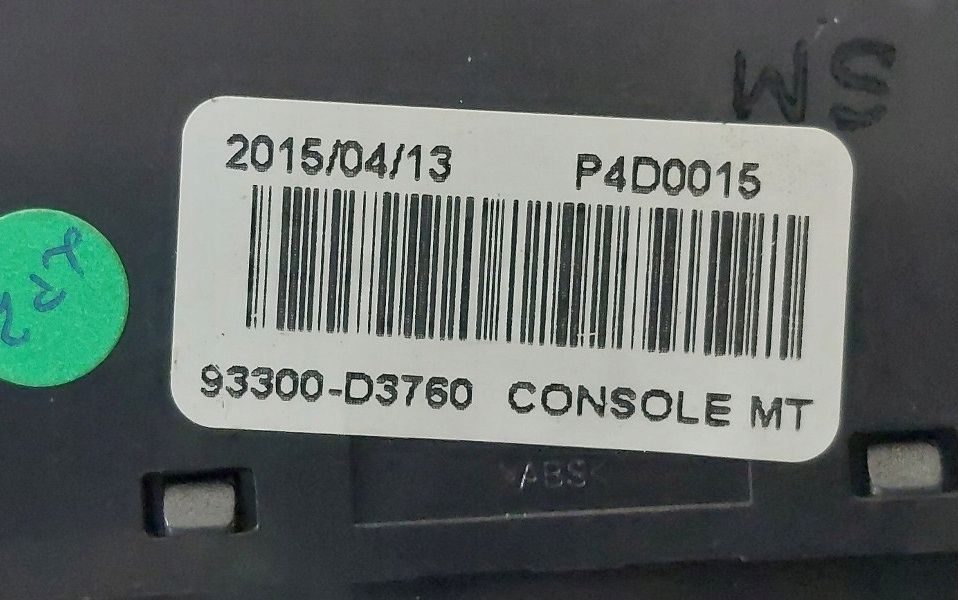 SM
2015/04/13 P4D0015
93300-D3760 CONSOLE MT
>ABS<